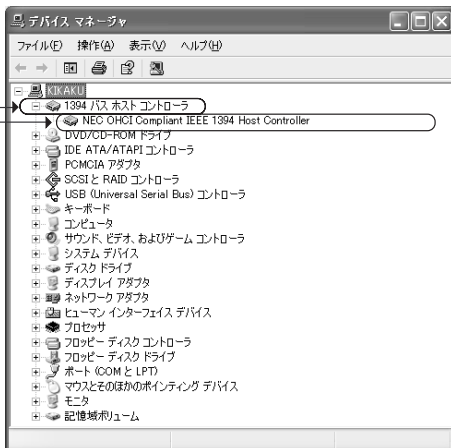 デバイス マネージャ
ファイル(F) 操作(A) 表示(V) ヘルプ(H)
KIKAKU
1394 バス ホスト コントローラ
NEC OHCI Compliant IEEE 1394 Host Controller
DVD/CD-ROM ドライブ
IDE ATA/ATAPI コントローラ
PCMCIA アダプタ
SCSI と RAID コントローラ
USB (Universal Serial Bus) コントローラ
キーボード
コンピュータ
サウンド、ビデオ、およびゲーム コントローラ
システム デバイス
ディスク ドライブ
ディスプレイ アダプタ
ネットワーク アダプタ
ヒューマン インターフェイス デバイス
プロセッサ
フロッピー ディスク コントローラ
フロッピー ディスク ドライブ
ポート (COM と LPT)
マウスとそのほかのポインティング デバイス
モニタ
記憶域ボリューム